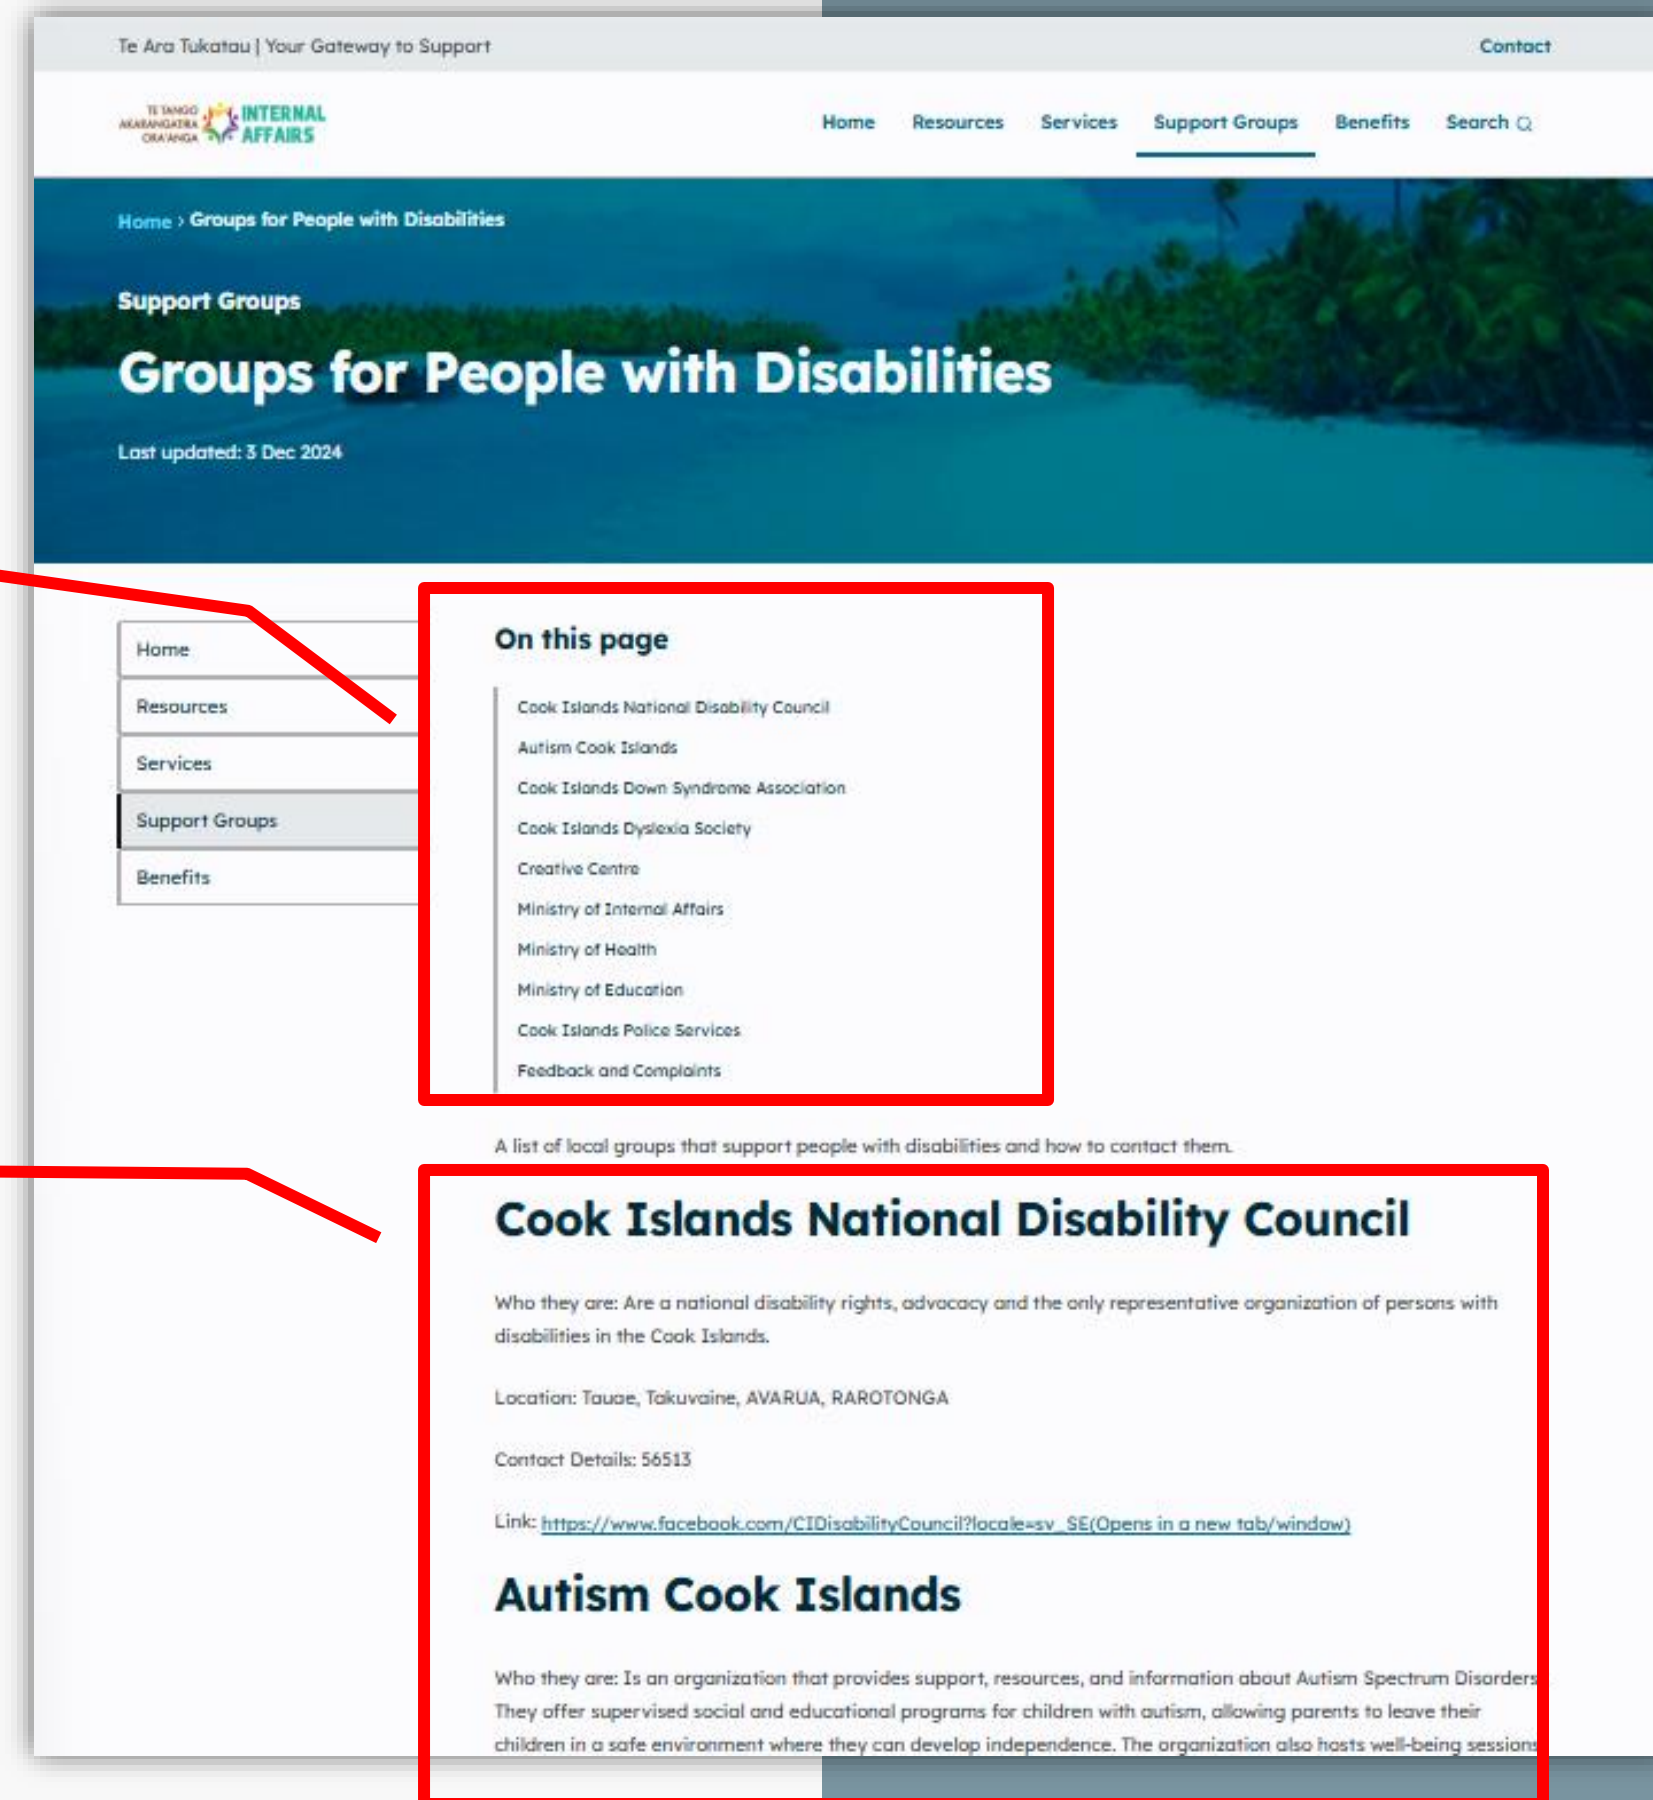 Te Ara Tukatau | Your Gateway to Support
Contact
TE TANGO
AKARANGATIRA
ORA'ANGA
INTERNAL
AFFAIRS
Home Resources Services Support Groups Benefits Search
Home › Groups for People with Disabilities
Support Groups
Groups for People with Disabilities
Last updated: 3 Dec 2024
Home
Resources
Services
Support Groups
Benefits
On this page
Cook Islands National Disability Council
Autism Cook Islands
Cook Islands Down Syndrome Association
Cook Islands Dyslexia Society
Creative Centre
Ministry of Internal Affairs
Ministry of Health
Ministry of Education
Cook Islands Police Services
Feedback and Complaints
A list of local groups that support people with disabilities and how to contact them.
Cook Islands National Disability Council
Who they are: Are a national disability rights, advocacy and the only representative organization of persons with
disabilities in the Cook Islands.
Location: Tauae, Takuvaine, AVARUA, RAROTONGA
Contact Details: 56513
Link: https://www.facebook.com/CIDisabilityCouncil?locale=sv_SE(Opens in a new tab/window)
Autism Cook Islands
Who they are: Is an organization that provides support, resources, and information about Autism Spectrum Disorders
They offer supervised social and educational programs for children with autism, allowing parents to leave their
children in a safe environment where they can develop independence. The organization also hosts well-being sessions